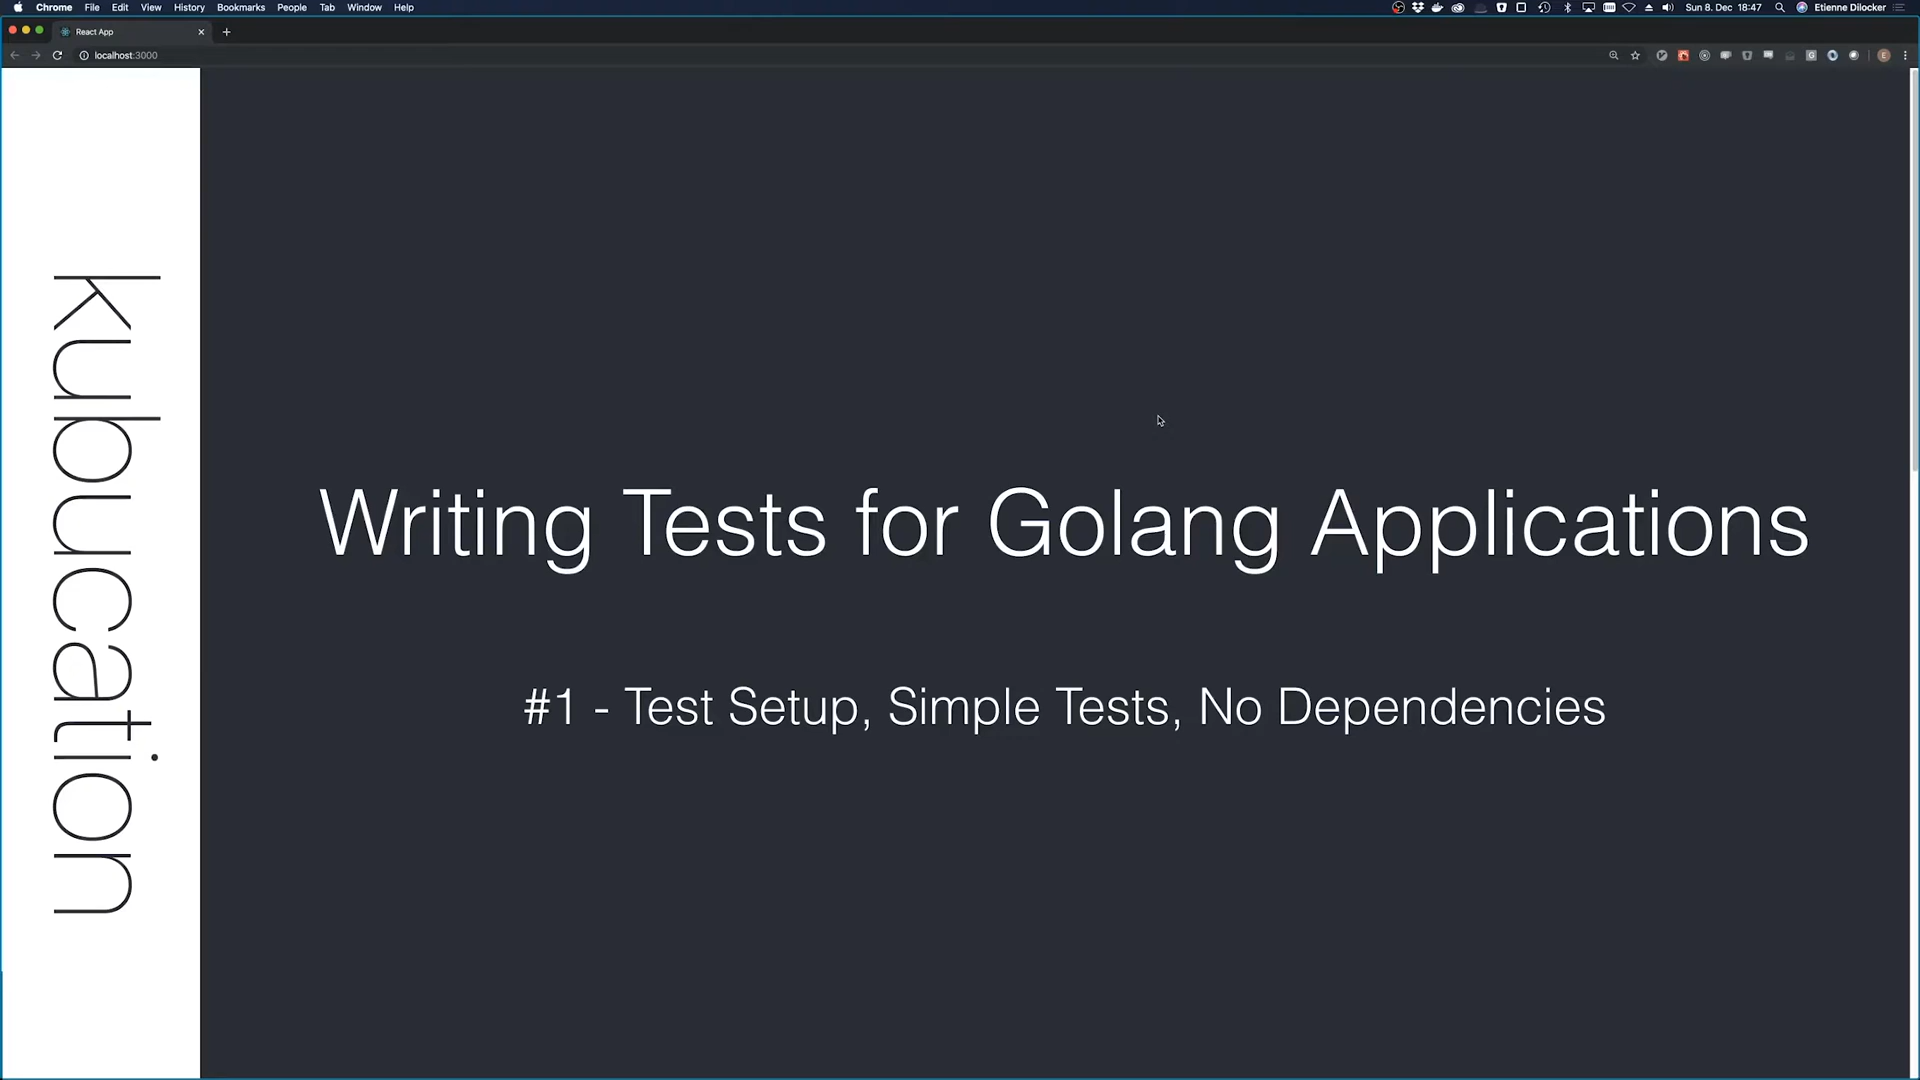 Chrome File Edit View History Bookmarks People Tab Window Help Sun 8. Dec 18:47 Etienne Dilocker
React App
localhost:3000
kubucation
Writing Tests for Golang Applications
#1 - Test Setup, Simple Tests, No Dependencies